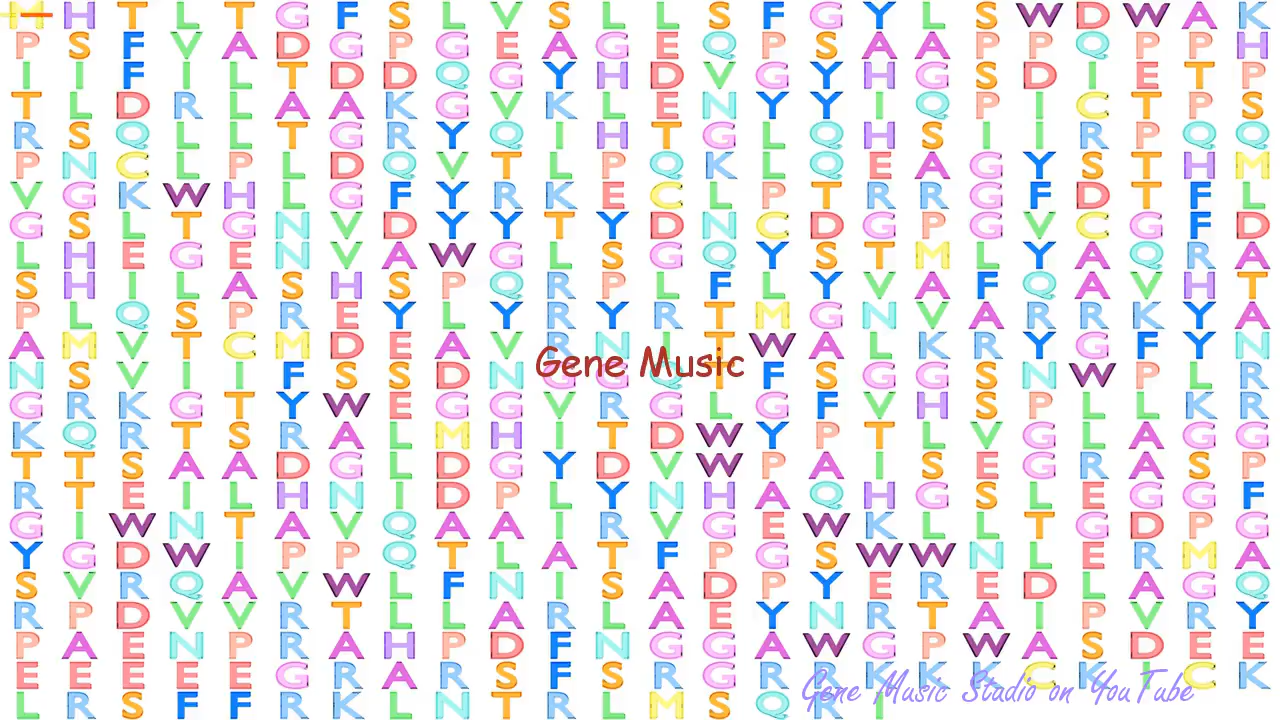 M H T L T G F S L V S L L S F G Y L S W D W A K
P S F V A D G P G E A G E Q P S A A P P Q P P H
I I F I L T D D Q G Y H D V G Y H G S D I E T P
T L D R L A A K G V K L E N Y Y I Q P I C T P S
R S Q L L T G R Y Q I H T G L Q H S I I R P Q Q
P N C L P L D Q V T L P Q K L Q E A G Y S T H M
V G K W H L G F Y R K E C L P T R R G F D T F L
G S L T G N V D Y Y T Y D N C D G P G V C G F D
L H E G E N V A W G L S G Q Y S T M L Y A Q R A
S H I L A S H S P Q R P L F L Y V A F Q A V H T
P L Q S P R E Y L Y R Y R T M G N V A R R K Y A
A M V T C M D E A V R N L T W A L K R Y G F Y N
Gene Music
N S V I I F S S D N G G Q T F S G G S N W P L R
G R K G T Y W E G G V R G L G F V H S P L L K R
K Q R T S R A L M H I T D W Y P T L V G L A G G
T T S A A D G L D G Y D V W P A I S E G R A S P
R T E I L H N I D P L Y N H A Q H G S L E G G F
G I W N T A V Q A A I R V G E W K L L T G D P G
Y G D W I P P Q T L A T F P G S W W N L E R M A
S V R Q A V W L F N I S A D P Y E R E D L A G Q
R P D V V R T L L A R L A E Y N R T A I P V R Y
P A E N P R A H P D F N G G A W G P W A S D E E
E E E E E G R A R S F S G G R R K K K C K L C K
Gene Music Studio on YouTube
L R S F F R K L N T R L M S Q R I